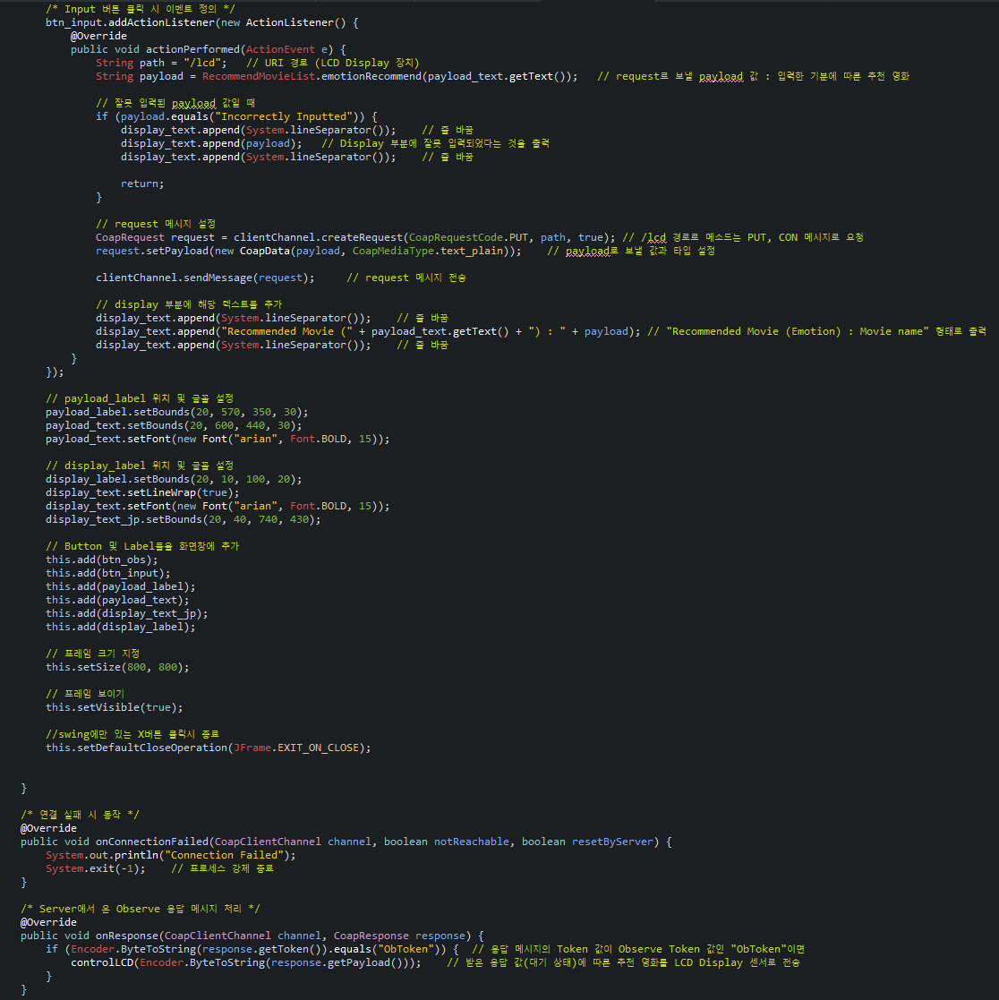 /* Input 버튼 클릭 시 이벤트 정의 */
btn_input.addActionListener(new ActionListener() {
@Override
public void actionPerformed(ActionEvent e) {
String path = "/lcd";   // URI 경로 (LCD Display 장치)
String payload = RecommendMovieList.emotionRecommend(payload_text.getText());   // request로 보낼 payload 값 : 입력한 기분에 따른 추천 영화
// 잘못 입력된 payload 값일 때
if (payload.equals("Incorrectly Inputted")) {
display_text.append(System.lineSeparator());    // 줄 바꿈
display_text.append(payload);   // Display 부분에 잘못 입력되었다는 것을 출력
display_text.append(System.lineSeparator());    // 줄 바꿈
return;
}
// request 메시지 설정
CoapRequest request = clientChannel.createRequest(CoapRequestCode.PUT, path, true); // /lcd 경로로 메소드는 PUT, CON 메시지로 요청
request.setPayload(new CoapData(payload, CoapMediaType.text_plain));    // payload로 보낼 값과 타입 설정
clientChannel.sendMessage(request);     // request 메시지 전송
// display 부분에 해당 텍스트들 추가
display_text.append(System.lineSeparator());    // 줄 바꿈
display_text.append("Recommended Movie (" + payload_text.getText() + ") : " + payload); // "Recommended Movie (Emotion) : Movie name" 형태로 출력
display_text.append(System.lineSeparator());    // 줄 바꿈
}
});
// payload_label 위치 및 글꼴 설정
payload_label.setBounds(20, 570, 350, 30);
payload_text.setBounds(20, 600, 440, 30);
payload_text.setFont(new Font("arian", Font.BOLD, 15));
// display_label 위치 및 글꼴 설정
display_label.setBounds(20, 10, 100, 20);
display_text.setLineWrap(true);
display_text.setFont(new Font("arian", Font.BOLD, 15));
display_text_jp.setBounds(20, 40, 740, 430);
// Button 및 Label들을 화면창에 추가
this.add(btn_obs);
this.add(btn_input);
this.add(payload_label);
this.add(payload_text);
this.add(display_text_jp);
this.add(display_label);
// 프레임 크기 지정
this.setSize(800, 800);
// 프레임 보이기
this.setVisible(true);
//swing에만 있는 X버튼 클릭시 종료
this.setDefaultCloseOperation(JFrame.EXIT_ON_CLOSE);
}
/* 연결 실패 시 동작 */
@Override
public void onConnectionFailed(CoapClientChannel channel, boolean notReachable, boolean resetByServer) {
System.out.println("Connection Failed");
System.exit(-1);    // 프로세스 강제 종료
}
/* Server에서 온 Observe 응답 메시지 처리 */
@Override
public void onResponse(CoapClientChannel channel, CoapResponse response) {
if (Encoder.ByteToString(response.getToken()).equals("ObToken")) {  // 응답 메시지의 Token 값이 Observe Token 값인 "ObToken"이면
controlLCD(Encoder.ByteToString(response.getPayload()));    // 받은 응답 값(대기 상태)에 따른 추천 영화를 LCD Display 센서로 전송
}
}